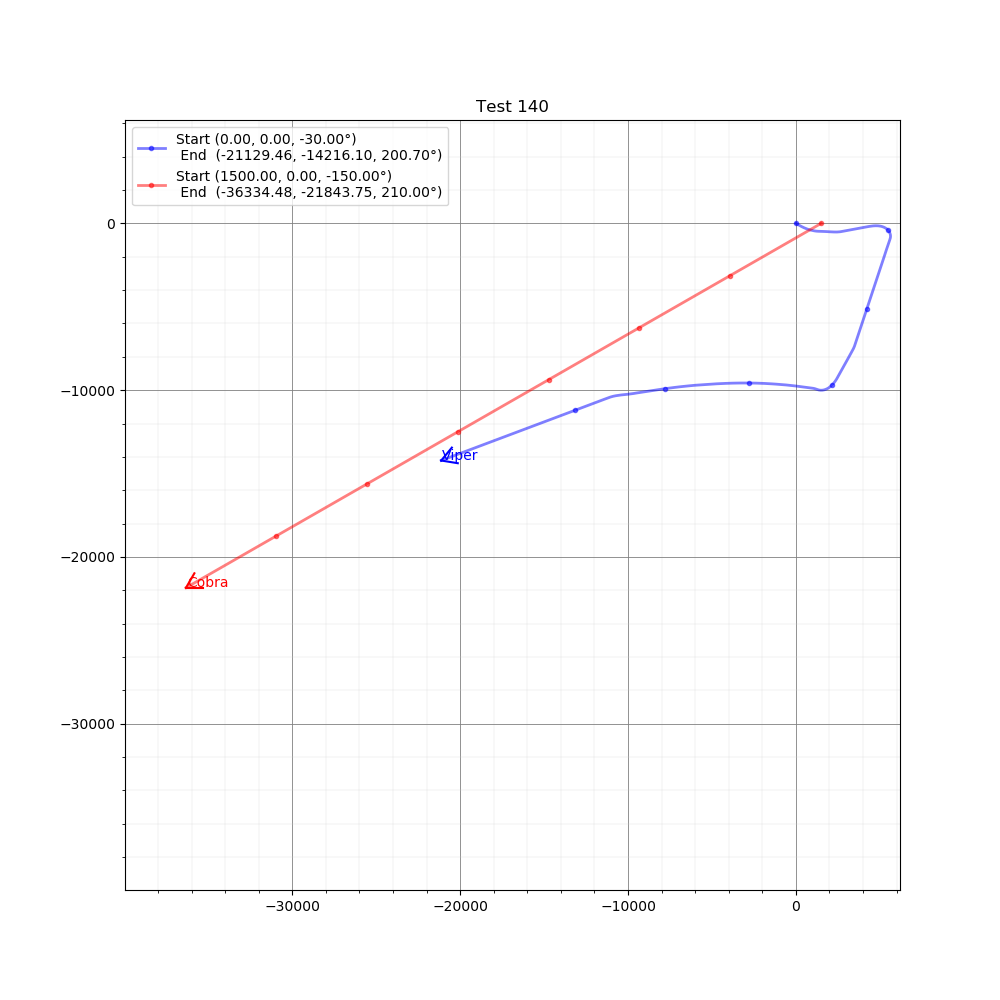 Test 140
Start (0.00, 0.00, -30.00°)
End (-21129.46, -14216.10, 200.70°)
Start (1500.00, 0.00, -150.00°)
End (-36334.48, -21843.75, 210.00°)
0
−10000
−20000
−30000
Viper
Cobra
−30000
−20000
−10000
0